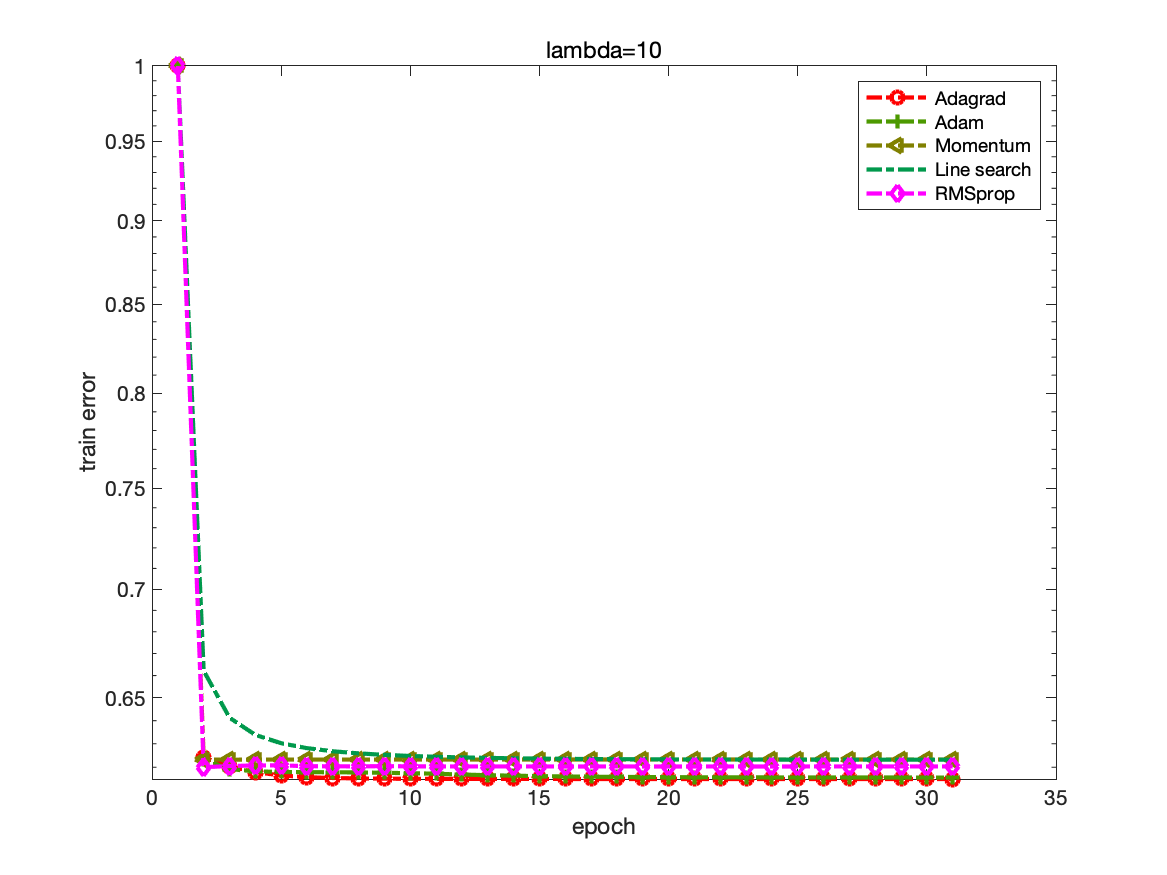 lambda=10
1
0.95
0.9
0.85
0.8
0.75
0.7
0.65
train error
Adagrad
Adam
Momentum
Line search
RMSprop
0 5 10 15 20 25 30 35
epoch